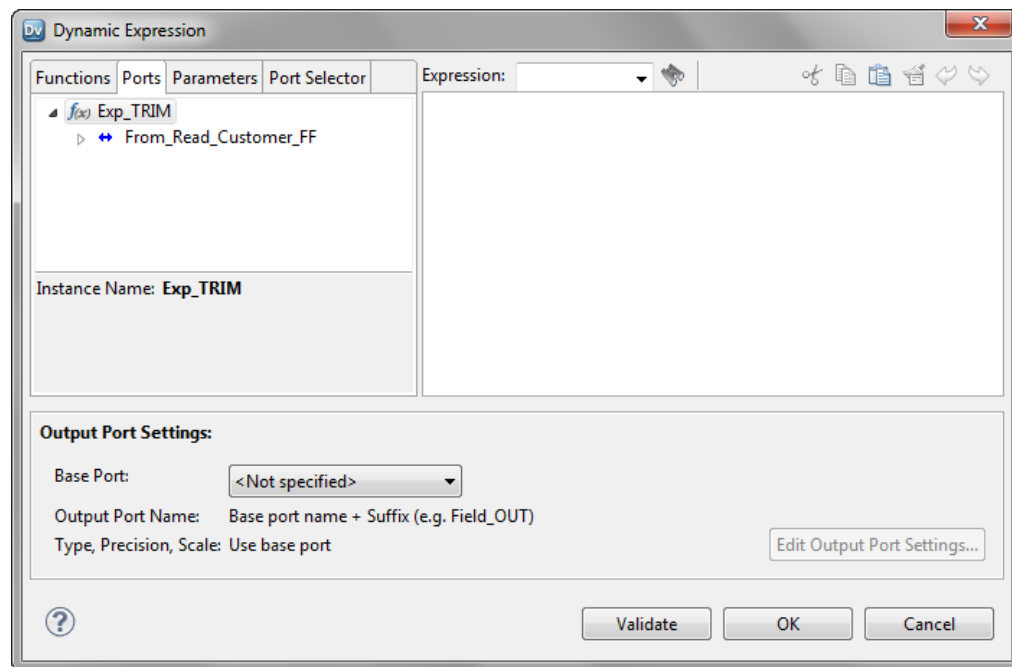 Dv Dynamic Expression
x
Functions Ports Parameters Port Selector
Expression:
f(x) Exp_TRIM
From_Read_Customer_FF
Instance Name: Exp_TRIM
Output Port Settings:
Base Port: <Not specified>
Output Port Name: Base port name + Suffix (e.g. Field_OUT)
Type, Precision, Scale: Use base port
Edit Output Port Settings...
? Validate OK Cancel